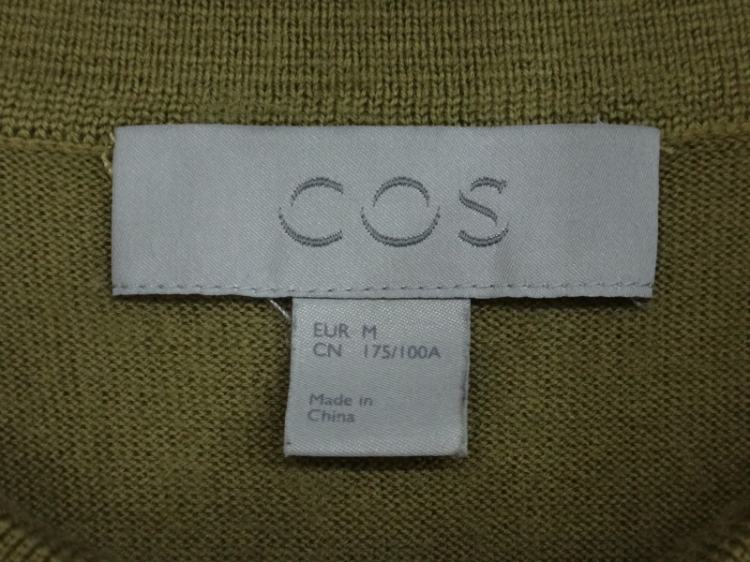 COS
EUR M
CN 175/100A
Made in
China